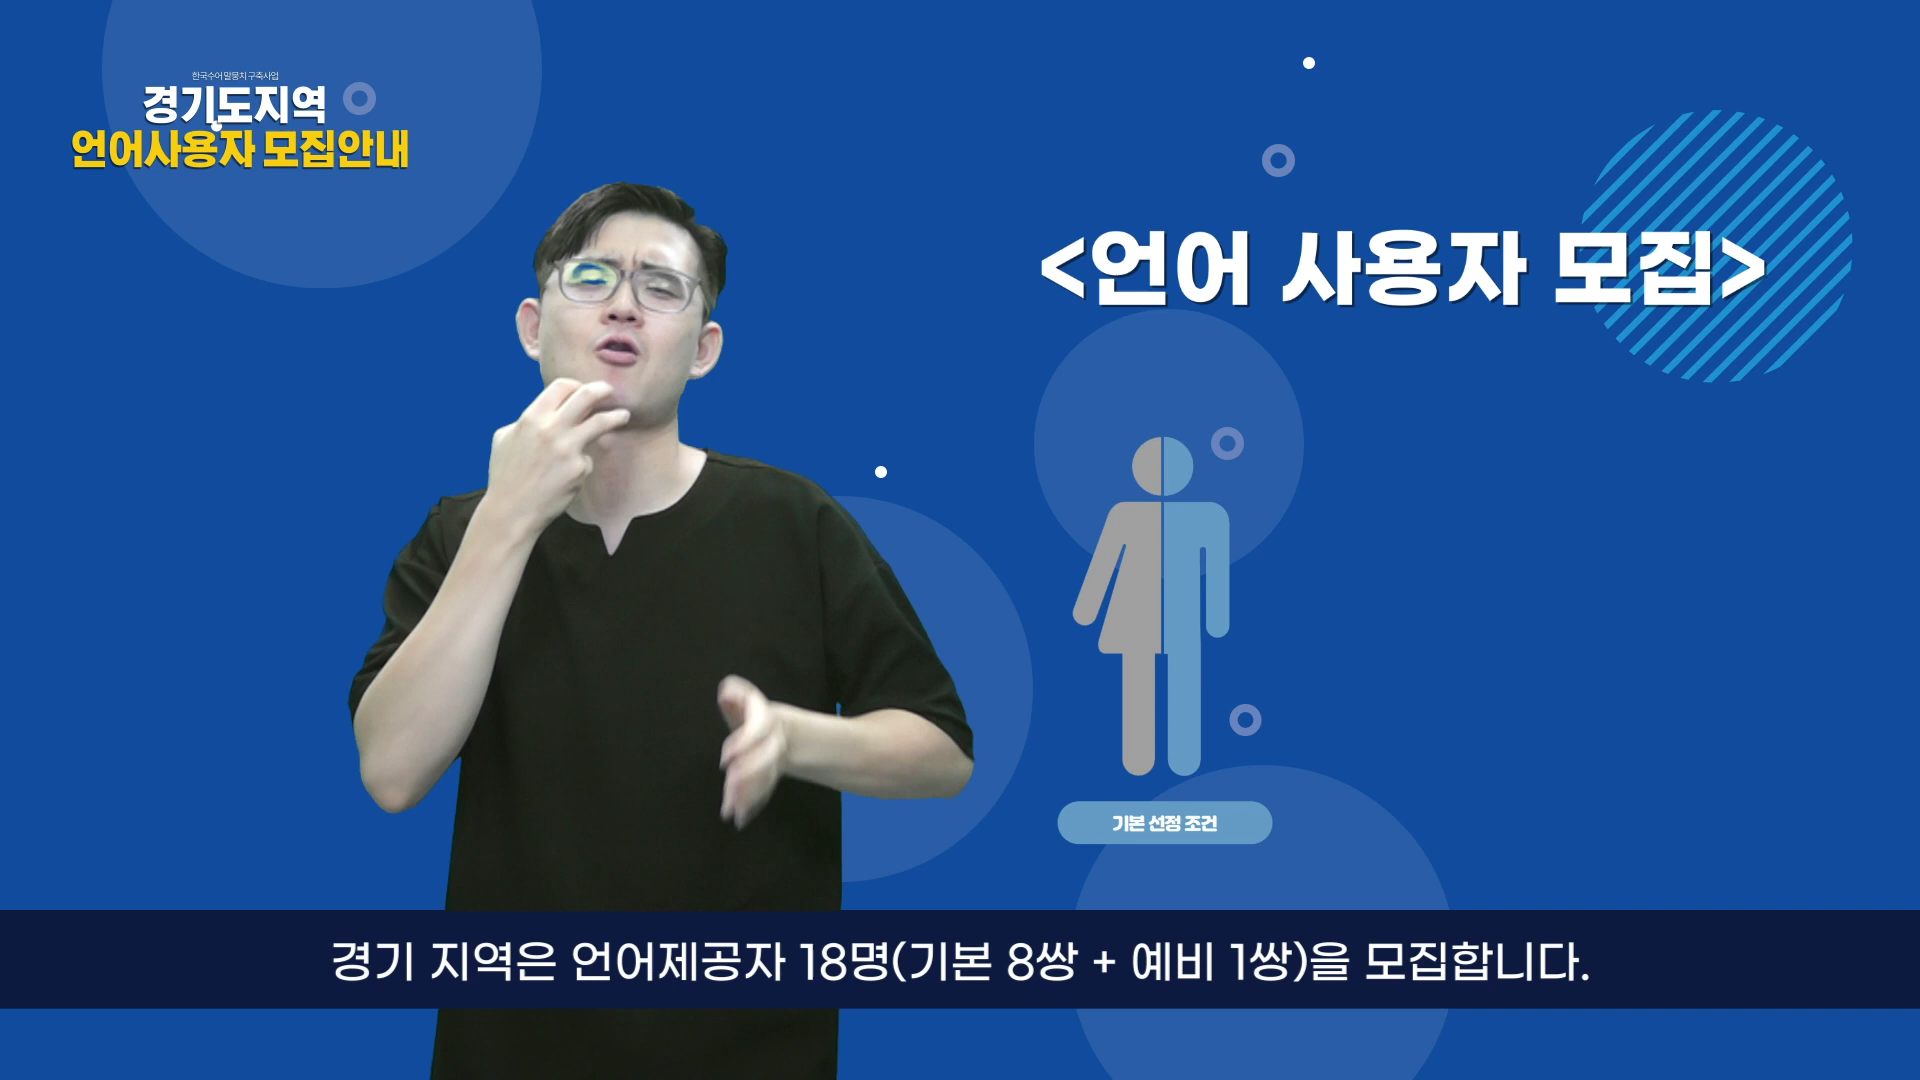 한국수어 말뭉치 구축사업
경기도지역
언어사용자 모집안내
<언어 사용자 모집>
기본 선정 조건
경기 지역은 언어제공자 18명(기본 8쌍 + 예비 1쌍)을 모집합니다.